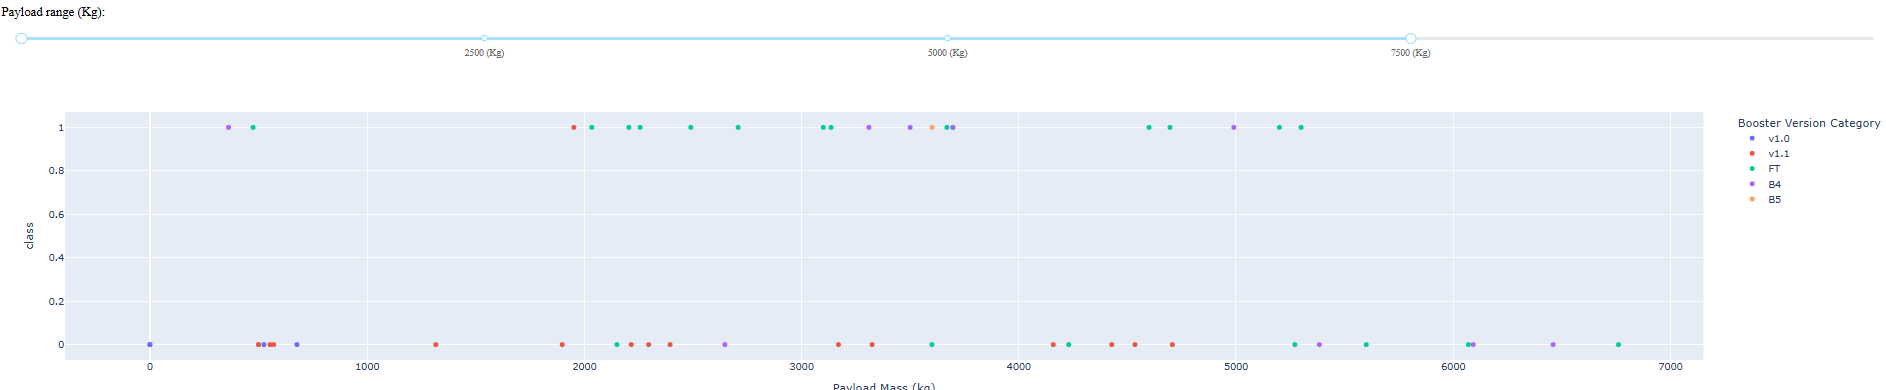 Payload range (Kg):
2500 (Kg) 5000 (Kg) 7500 (Kg)
Booster Version Category
v1.0
v1.1
FT
B4
B5
class
1
0.8
0.6
0.4
0.2
0
0 1000 2000 3000 4000 5000 6000 7000
Payload Mass (kg)